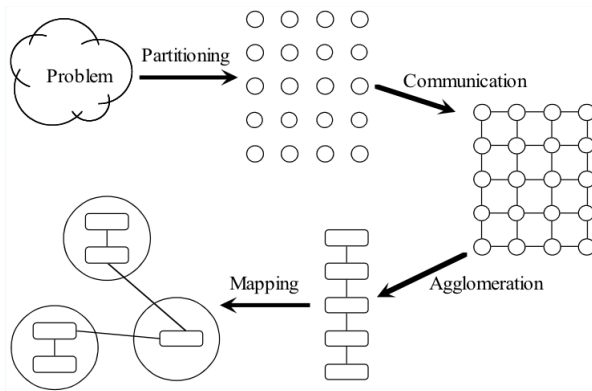 Problem
Partitioning
Communication
Agglomeration
Mapping